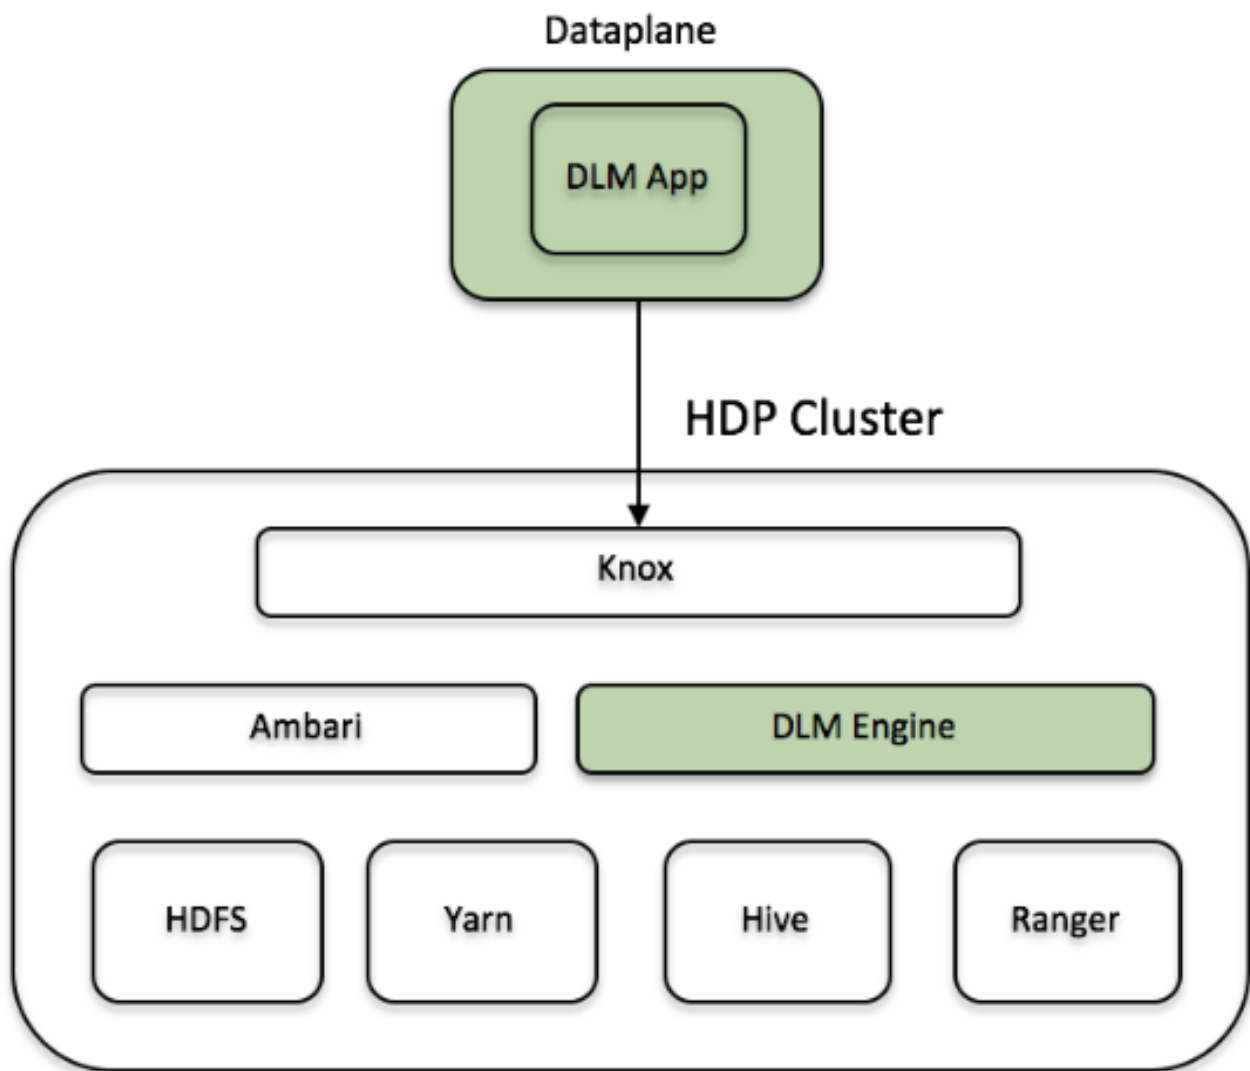 Dataplane
DLM App
HDP Cluster
Knox
Ambari
DLM Engine
HDFS
Yarn
Hive
Ranger